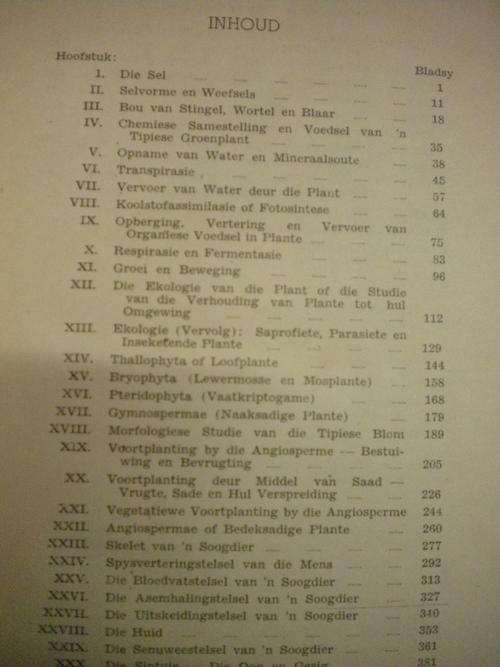 INHOUD
Hoofstuk: Bladsy
I. Die Sel 1
II. Selvorme en Weefsels 11
III. Bou van Stingel, Wortel en Blaar 18
IV. Chemiese Samestelling en Voedsel van 'n
Tipiese Groenplant 35
V. Opname van Water en Mineraalsoute 38
VI. Transpirasie 45
VII. Vervoer van Water deur die Plant 57
VIII. Koolstofassimilasie of Fotosintese 64
IX. Opberging, Vertering en Vervoer van
Organiese Voedsel in Plante 75
X. Respirasie en Fermentasie 83
XI. Groei en Beweging 96
XII. Die Ekologie van die Plant of die Studie
van die Verhouding van Plante tot hul
Omgewing 112
XIII. Ekologie (Vervolg): Saprofiete, Parasiete en
Insektetende Plante 129
XIV. Thallophyta of Loofplante 144
XV. Bryophyta (Lewermosse en Mosplante) 158
XVI. Pteridophyta (Vaatkriptogame) 168
XVII. Gymnospermae (Naaksadige Plante) 179
XVIII. Morfologiese Studie van die Tipiese Blom 189
XIX. Voortplanting by die Angiosperme — Bestui-
wing en Bevrugting 205
XX. Voortplanting deur Middel van Saad —
Vrugte, Sade en Hul Verspreiding 226
XXI. Vegetatiewe Voortplanting by die Angiosperme 244
XXII. Angiospermae of Bedeksadige Plante 260
XXIII. Skelet van 'n Soogdier 277
XXIV. Spysverteringstelsel van die Mens 292
XXV. Die Bloedvatstelsel van 'n Soogdier 313
XXVI. Die Asemhalingstelsel van 'n Soogdier 327
XXVII. Die Uitskeidingstelsel van 'n Soogdier 340
XXVIII. Die Huid 353
XXIX. Die Senuweestelsel van 'n Soogdier 361
XXX. Die Sintuie — Die Oog en Gesig 381